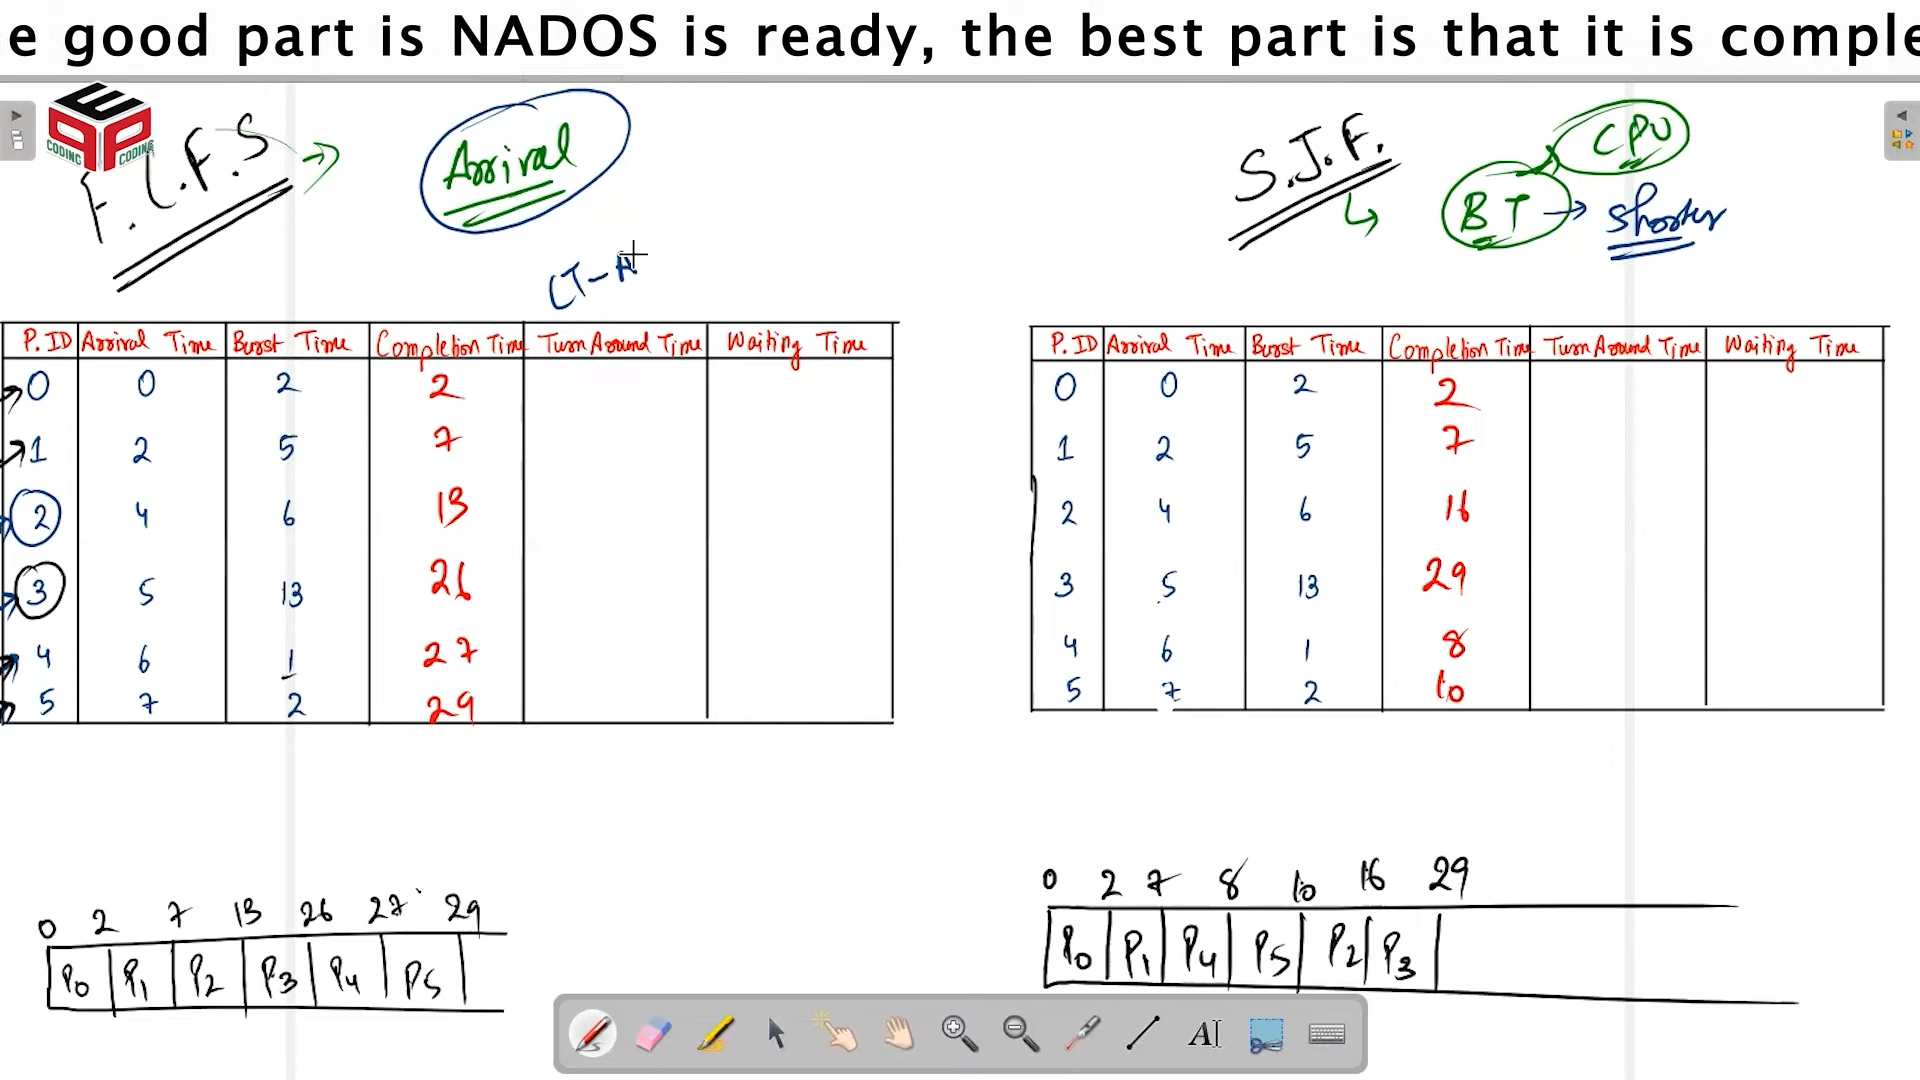 e good part is NADOS is ready, the best part is that it is comple
CODING CODING
F.C.F.S →
Arrival
CT-A
S.J.F.
CPU
BT → Shorter
P.ID Arrival Time Burst Time Completion Time Turn Around Time Waiting Time
0 0 2 2
1 2 5 7
2 4 6 13
3 5 13 26
4 6 1 27
5 7 2 29
P.ID Arrival Time Burst Time Completion Time Turn Around Time Waiting Time
0 0 2 2
1 2 5 7
2 4 6 16
3 5 13 29
4 6 1 8
5 7 2 10
0 2 7 13 26 27 29
P0 P1 P2 P3 P4 P5
0 2 7 8 10 16 29
P0 P1 P4 P5 P2 P3
AI